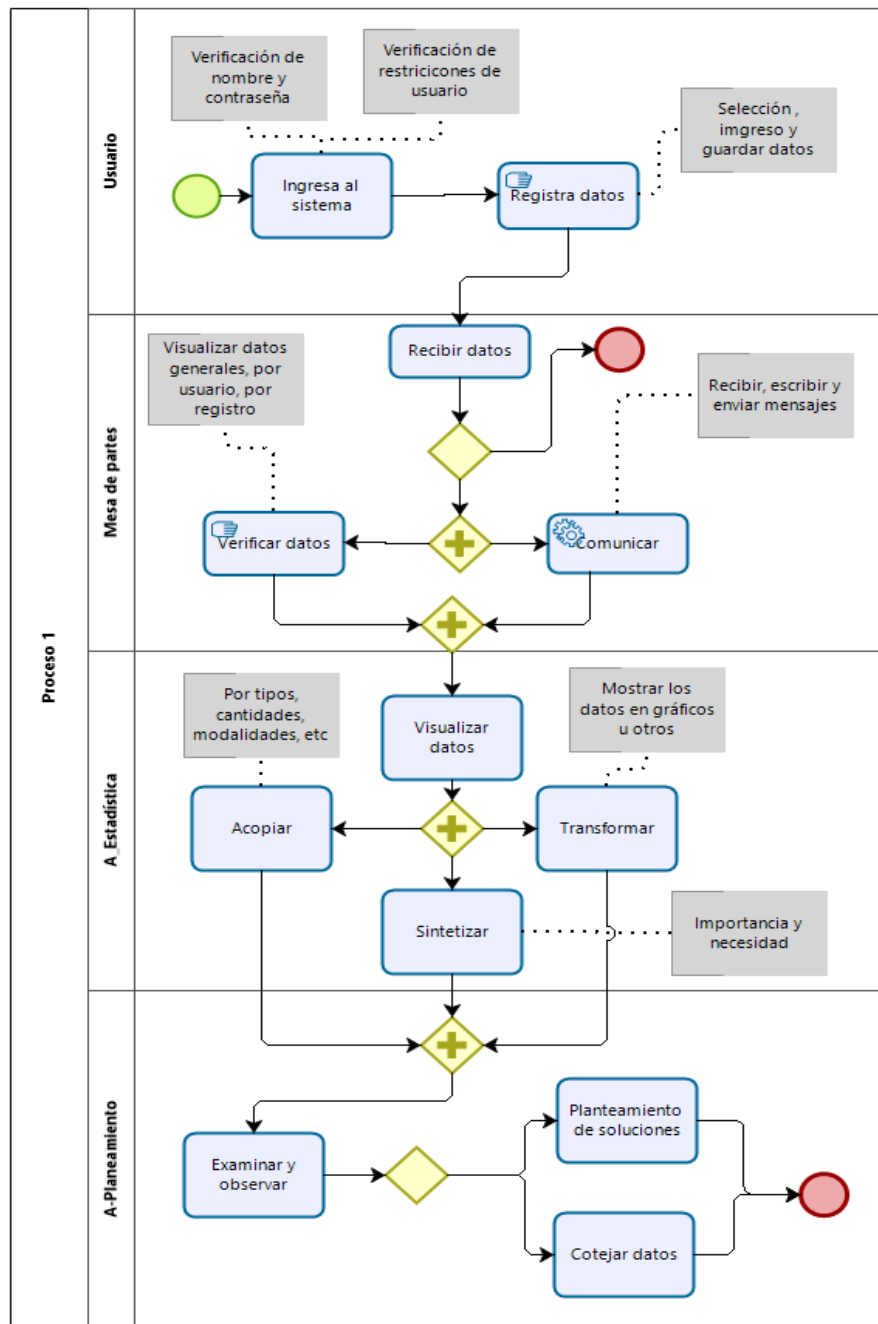 Proceso 1
Usuario
Verificación de
nombre y
contraseña
Verificación de
restricicones de
usuario
Selección ,
imgreso y
guardar datos
Ingresa al
sistema
Registra datos
Mesa de partes
Recibir datos
Visualizar datos
generales, por
usuario, por
registro
Recibir, escribir y
enviar mensajes
Verificar datos
Comunicar
A_Estadística
Por tipos,
cantidades,
modalidades, etc
Visualizar
datos
Mostrar los
datos en gráficos
u otros
Acopiar
Transformar
Sintetizar
Importancia y
necesidad
A-Planeamiento
Examinar y
observar
Planteamiento
de soluciones
Cotejar datos